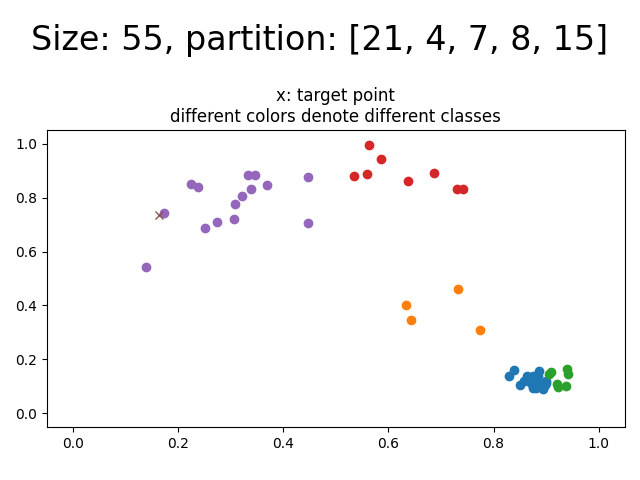 Size: 55, partition: [21, 4, 7, 8, 15]
x: target point
different colors denote different classes
1.0
0.8
0.6
0.4
0.2
0.0
0.0 0.2 0.4 0.6 0.8 1.0